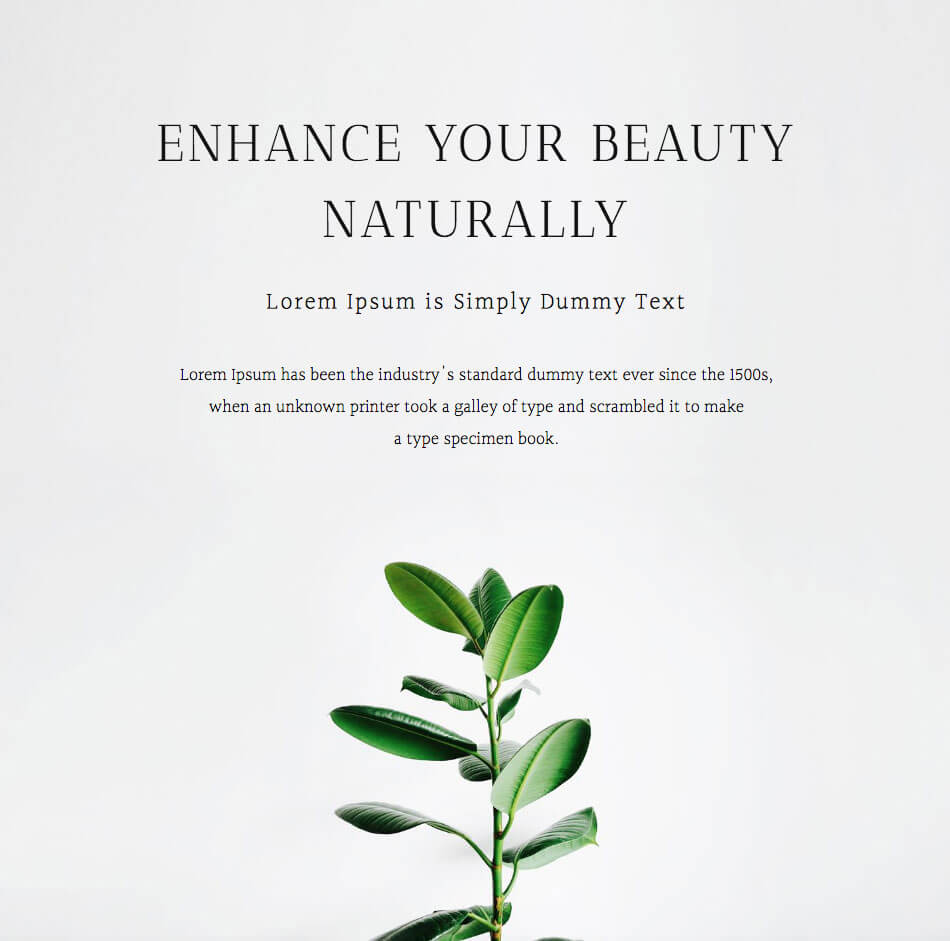 ENHANCE YOUR BEAUTY
NATURALLY
Lorem Ipsum is Simply Dummy Text
Lorem Ipsum has been the industry's standard dummy text ever since the 1500s,
when an unknown printer took a galley of type and scrambled it to make
a type specimen book.